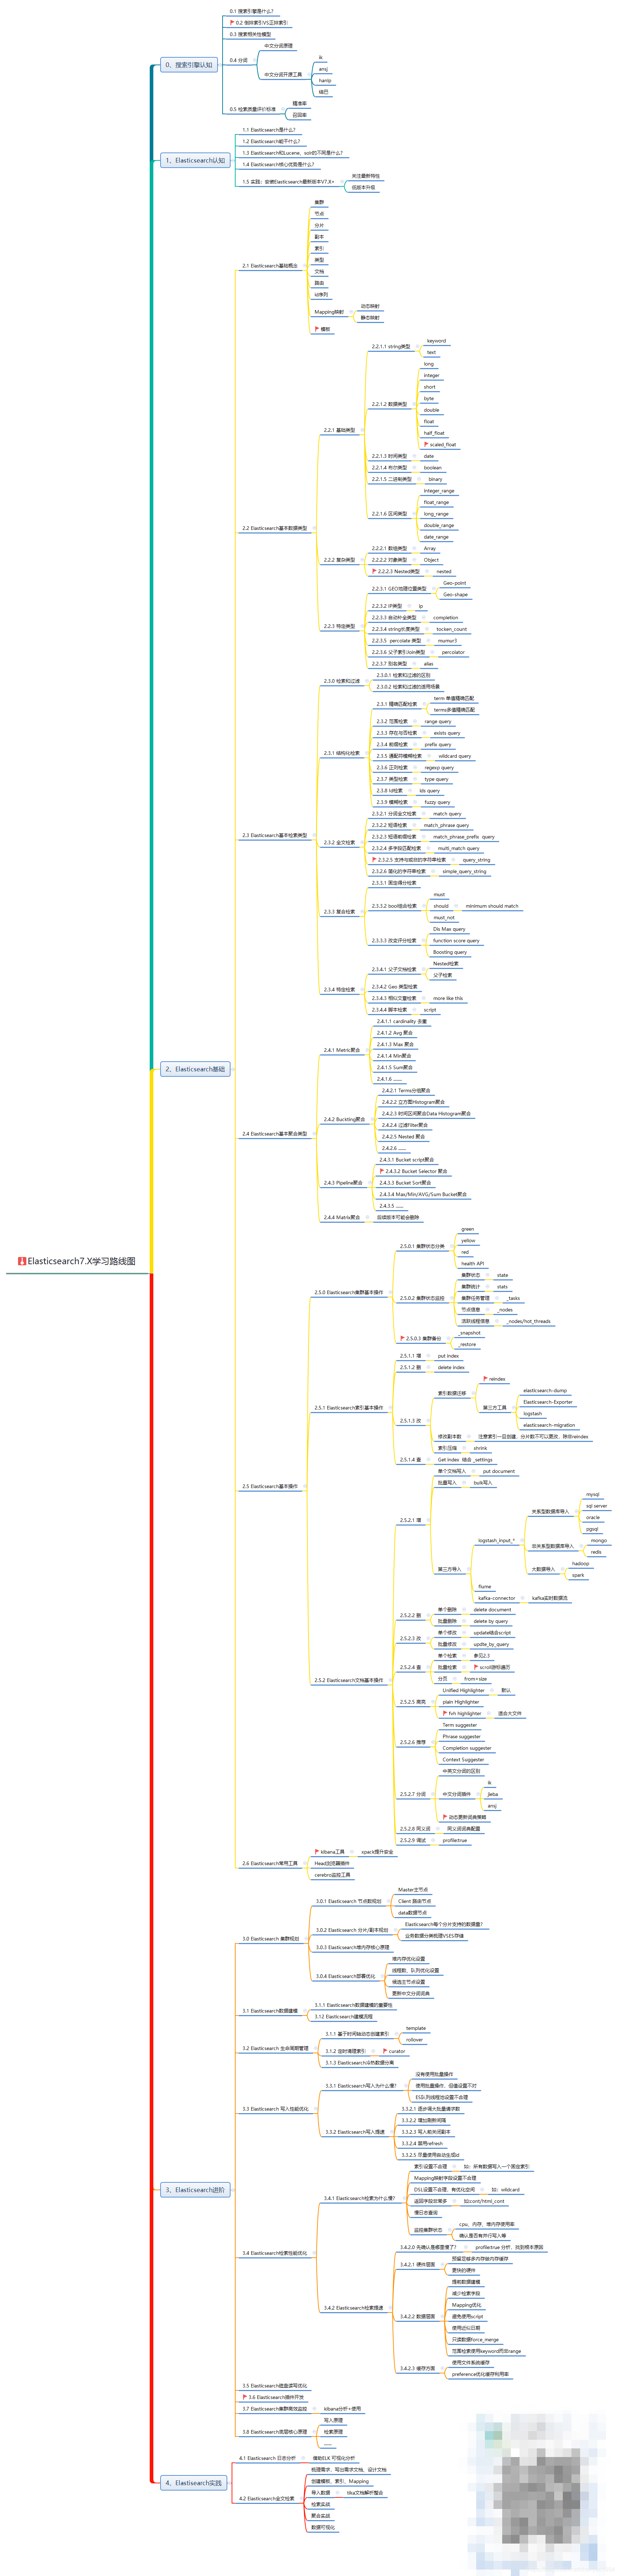 Elasticsearch7.X学习路线图
0、搜索引擎认知
0.1 搜索引擎是什么?
0.2 倒排索引VS正排索引
0.3 搜索相关性模型
0.4 分词
中文分词原理
中文分词开源工具
ik
ansj
hanlp
结巴
0.5 检索质量评价标准
精准率
召回率
1、Elasticsearch认知
1.1 Elasticsearch是什么?
1.2 Elasticsearch能干什么?
1.3 Elasticsearch和Lucene、solr的不同是什么?
1.4 Elasticsearch核心优势是什么?
1.5 实践：安装Elasticsearch最新版本V7.X+
关注最新特性
低版本升级
2、Elasticsearch基础
2.1 Elasticsearch基础概念
集群
节点
分片
副本
索引
类型
文档
路由
id序列
Mapping映射
动态映射
静态映射
模板
2.2 Elasticsearch基本数据类型
2.2.1 基础类型
2.2.1.1 string类型
keyword
text
2.2.1.2 数据类型
long
integer
short
byte
double
float
half_float
scaled_float
2.2.1.3 时间类型
date
2.2.1.4 布尔类型
boolean
2.2.1.5 二进制类型
binary
2.2.1.6 区间类型
integer_range
float_range
long_range
double_range
date_range
2.2.2 复杂类型
2.2.2.1 数组类型
Array
2.2.2.2 对象类型
Object
2.2.2.3 Nested类型
nested
2.2.3 特定类型
2.2.3.1 GEO地理位置类型
Geo-point
Geo-shape
2.2.3.2 IP类型
ip
2.2.3.3 自动补全类型
completion
2.2.3.4 string长度类型
tocken_count
2.2.3.5 percolate 类型
mumur3
2.2.3.6 父子索引Join类型
percolator
2.2.3.7 别名类型
alias
2.3 Elasticsearch基本检索类型
2.3.0 检索和过滤
2.3.0.1 检索和过滤的区别
2.3.0.2 检索和过滤的适用场景
2.3.1 结构化检索
2.3.1 精确匹配检索
term 单值精确匹配
terms多值精确匹配
2.3.2 范围检索
range query
2.3.3 存在与否检索
exists query
2.3.4 前缀检索
prefix query
2.3.5 通配符模糊检索
wildcard query
2.3.6 正则检索
regexp query
2.3.7 类型检索
type query
2.3.8 Id检索
Ids query
2.3.9 模糊检索
fuzzy query
2.3.2 全文检索
2.3.2.1 分词全文检索
match query
2.3.2.2 短语检索
match_phrase query
2.3.2.3 短语前缀检索
match_phrase_prefix query
2.3.2.4 多字段匹配检索
multi_match query
2.3.2.5 支持与或非的字符串检索
query_string
2.3.2.6 简化的字符串检索
simple_query_string
2.3.3 复合检索
2.3.3.1 固定得分检索
2.3.3.2 bool组合检索
must
should
minimum should match
must_not
2.3.3.3 改变评分检索
Dis Max query
function score query
Boosting query
2.3.4 特定检索
2.3.4.1 父子文档检索
Nested检索
父子检索
2.3.4.2 Geo 类型检索
2.3.4.3 相似文章检索
more like this
2.3.4.4 脚本检索
script
2.4 Elasticsearch基本聚合类型
2.4.1 Metric聚合
2.4.1.1 cardinality 去重
2.4.1.2 Avg 聚合
2.4.1.3 Max 聚合
2.4.1.4 Min聚合
2.4.1.5 Sum聚合
2.4.1.6 ......
2.4.2 Buckting聚合
2.4.2.1 Terms分组聚合
2.4.2.2 立方图Histogram聚合
2.4.2.3 时间区间聚合Data Histogram聚合
2.4.2.4 过滤Filter聚合
2.4.2.5 Nested 聚合
2.4.2.6 ......
2.4.3 Pipeline聚合
2.4.3.1 Bucket script聚合
2.4.3.2 Bucket Selector 聚合
2.4.3.3 Bucket Sort聚合
2.4.3.4 Max/Min/AVG/Sum Bucket聚合
2.4.3.5 ......
2.4.4 Matrix聚合
后续版本可能会删除
2.5 Elasticsearch基本操作
2.5.0 Elasticsearch集群基本操作
2.5.0.1 集群状态分类
green
yellow
red
health API
2.5.0.2 集群状态监控
集群状态
state
集群统计
stats
集群任务管理
_tasks
节点信息
_nodes
活跃线程信息
_nodes/hot_threads
2.5.0.3 集群备份
_snapshot
_restore
2.5.1 Elasticsearch索引基本操作
2.5.1.1 增
put index
2.5.1.2 删
delete index
2.5.1.3 改
索引数据迁移
reindex
第三方工具
elasticsearch-dump
Elasticsearch-Exporter
logstash
elasticsearch-migration
修改副本数
注意索引一旦创建，分片数不可以更改，除非reindex
索引压缩
shrink
2.5.1.4 查
Get index 结合 _settings
2.5.2 Elasticsearch文档基本操作
2.5.2.1 增
单个文档写入
put document
批量写入
bulk写入
第三方导入
logstash_input_*
关系型数据库导入
mysql
sql server
oracle
pgsql
非关系型数据库导入
mongo
redis
大数据导入
hadoop
spark
flume
kafka-connector
kafka实时数据流
2.5.2.2 删
单个删除
delete document
批量删除
delete by query
2.5.2.3 改
单个修改
update结合script
批量修改
updte_by_query
2.5.2.4 查
单个检索
参见2.3
批量检索
scroll游标遍历
分页
from+size
2.5.2.5 高亮
Unified Highlighter
默认
plain Highlighter
fvh highlighter
适合大文件
2.5.2.6 推荐
Term suggester
Phrase suggester
Completion suggester
Context Suggester
2.5.2.7 分词
中英文分词的区别
中文分词插件
ik
jieba
ansj
动态更新词典策略
2.5.2.8 同义词
同义词词典配置
2.5.2.9 调试
profile:true
2.6 Elasticsearch常用工具
kibana工具
xpack提升安全
Head浏览器插件
cerebro监控工具
3、Elasticsearch进阶
3.0 Elasticsearch 集群规划
3.0.1 Elasticsearch 节点数规划
Master主节点
Client 路由节点
data数据节点
3.0.2 Elasticsearch 分片/副本规划
Elasticsearch每个分片支持的数据量?
业务数据分类梳理VSES存储
3.0.3 Elasticsearch堆内存核心原理
3.0.4 Elasticsearch部署优化
堆内存优化设置
线程数、队列优化设置
候选主节点设置
更新中文分词词典
3.1 Elasticsearch数据建模
3.1.1 Elasticsearch数据建模的重要性
3.12 Elasticsearch建模流程
3.2 Elasticsearch 生命周期管理
3.1.1 基于时间轴动态创建索引
template
rollover
3.1.2 定时清理索引
curator
3.1.3 Elasticsearch冷热数据分离
3.3 Elasticsearch 写入性能优化
3.3.1 Elasticsearch写入为什么慢?
没有使用批量操作
使用批量操作，但值设置不对
ES队列线程池设置不合理
3.3.2 Elasticsearch写入提速
3.3.2.1 逐步调大批量请求数
3.3.2.2 增加刷新间隔
3.3.2.3 写入前关闭副本
3.3.2.4 禁用refresh
3.3.2.5 尽量使用自动生成id
3.4 Elasticsearch检索性能优化
3.4.1 Elasticsearch检索为什么慢?
索引设置不合理
如：所有数据写入一个固定索引
Mapping映射字段设置不合理
DSL设置不合理，有优化空间
如：wildcard
返回字段非常多
如cont/html_cont
慢日志查因
监控集群状态
cpu、内存、堆内存使用率
确认是否有并行写入等
3.4.2 Elasticsearch检索提速
3.4.2.0 先确认是哪里慢了?
profile:true 分析，找到根本原因
3.4.2.1 硬件层面
预留足够多内存做内存缓存
更快的硬件
3.4.2.2 数据层面
提前数据建模
减少检索字段
Mapping优化
避免使用script
使用近似日期
只读数据force_merge
范围检索使用keyword而非range
3.4.2.3 缓存方面
使用文件系统缓存
preference优化缓存利用率
3.5 Elasticsearch磁盘读写优化
3.6 Elasticsearch插件开发
3.7 Elasticsearch集群高效监控
kibana分析+使用
3.8 Elasticsearch底层核心原理
写入原理
检索原理
......
4、Elastisearch实践
4.1 Elasticsearch 日志分析
借助ELK 可视化分析
4.2 Elasticsearch全文检索
梳理需求，写出需求文档、设计文档
创建模板、索引、Mapping
导入数据
tika文档解析整合
检索实战
聚合实战
数据可视化